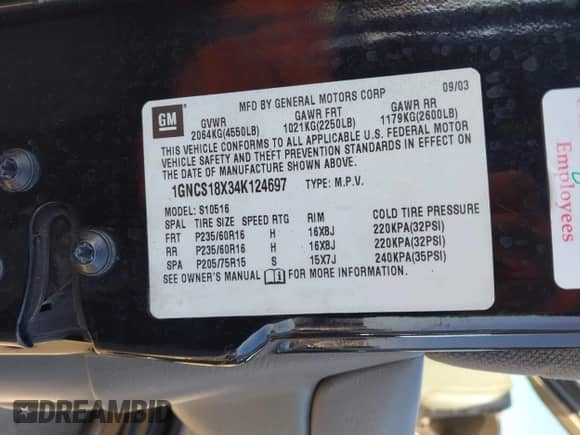 GM
MFD BY GENERAL MOTORS CORP 09/03
GVWR GAWR FRT GAWR RR
2064KG(4550LB) 1021KG(2250LB) 1179KG(2600LB)
THIS VEHICLE CONFORMS TO ALL APPLICABLE U.S. FEDERAL MOTOR
VEHICLE SAFETY AND THEFT PREVENTION STANDARDS IN EFFECT ON
THE DATE OF MANUFACTURE SHOWN ABOVE.
1GNCS18X34K124697 TYPE: M.P.V.
MODEL: S10516
SPAL TIRE SIZE SPEED RTG RIM COLD TIRE PRESSURE
FRT P235/60R16 H 16X8J 220KPA(32PSI)
RR P235/60R16 H 16X8J 220KPA(32PSI)
SPA P205/75R15 S 15X7J 240KPA(35PSI)
SEE OWNER'S MANUAL FOR MORE INFORMATION.
Employees
DREAMBID